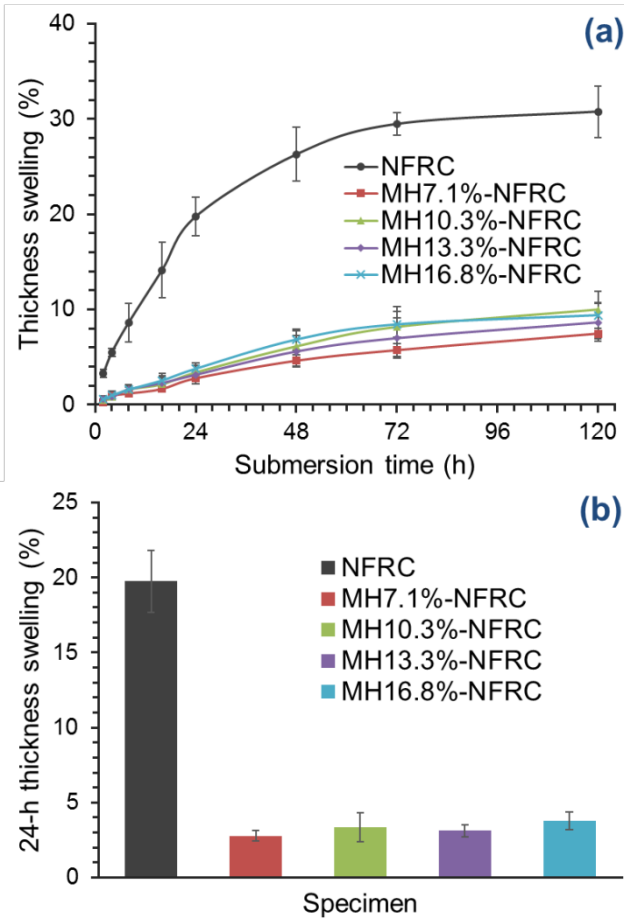 (a)
40
30
20
10
0
Thickness swelling (%)
NFRC
MH7.1%-NFRC
MH10.3%-NFRC
MH13.3%-NFRC
MH16.8%-NFRC
0 24 48 72 96 120
Submersion time (h)
(b)
25
20
15
10
5
0
24-h thickness swelling (%)
NFRC
MH7.1%-NFRC
MH10.3%-NFRC
MH13.3%-NFRC
MH16.8%-NFRC
Specimen